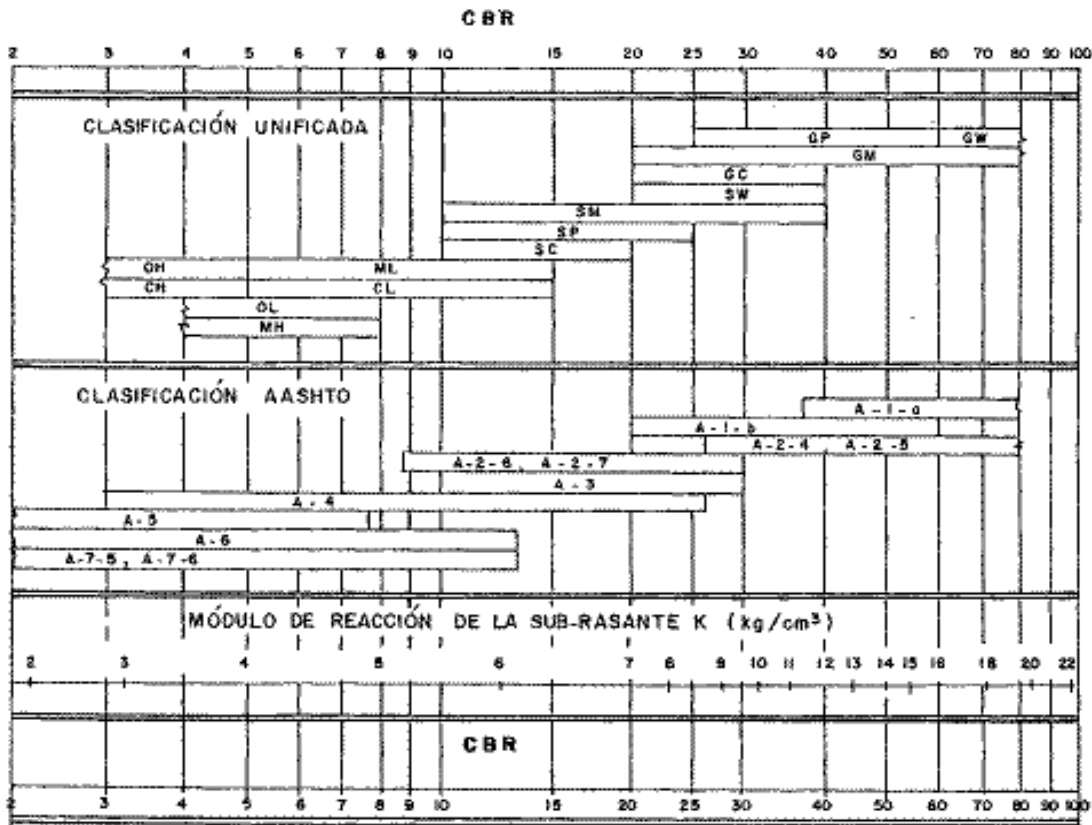 CBR
2 3 4 5 6 7 8 9 10 15 20 25 30 40 50 60 70 80 90 100
CLASIFICACIÓN UNIFICADA
GP GW
GM
GC
SW
SM
SP
SC
OH ML
CH CL
OL
MH
CLASIFICACIÓN AASHTO
A-1-a
A-1-b
A-2-4 A-2-5
A-2-6, A-2-7
A-3
A-4
A-5
A-6
A-7-5, A-7-6
MÓDULO DE REACCIÓN DE LA SUB-RASANTE K (kg/cm³)
2 3 4 5 6 7 8 9 10 11 12 13 14 15 16 18 20 22
CBR
2 3 4 5 6 7 8 9 10 15 20 25 30 40 50 60 70 80 90 100